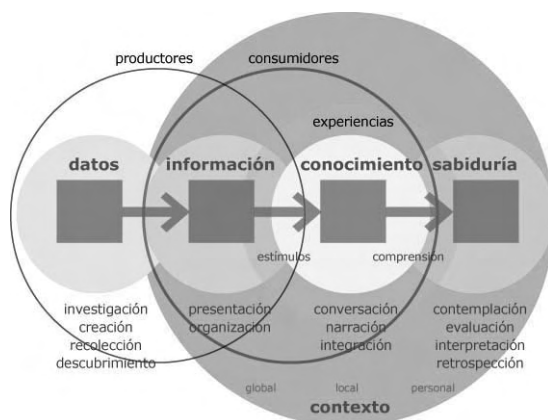 productores
consumidores
experiencias
datos
información
conocimiento
sabiduría
estímulos
comprensión
investigación
creación
recolección
descubrimiento
presentación
organización
conversación
narración
integración
contemplación
evaluación
interpretación
retrospección
global
local
personal
contexto